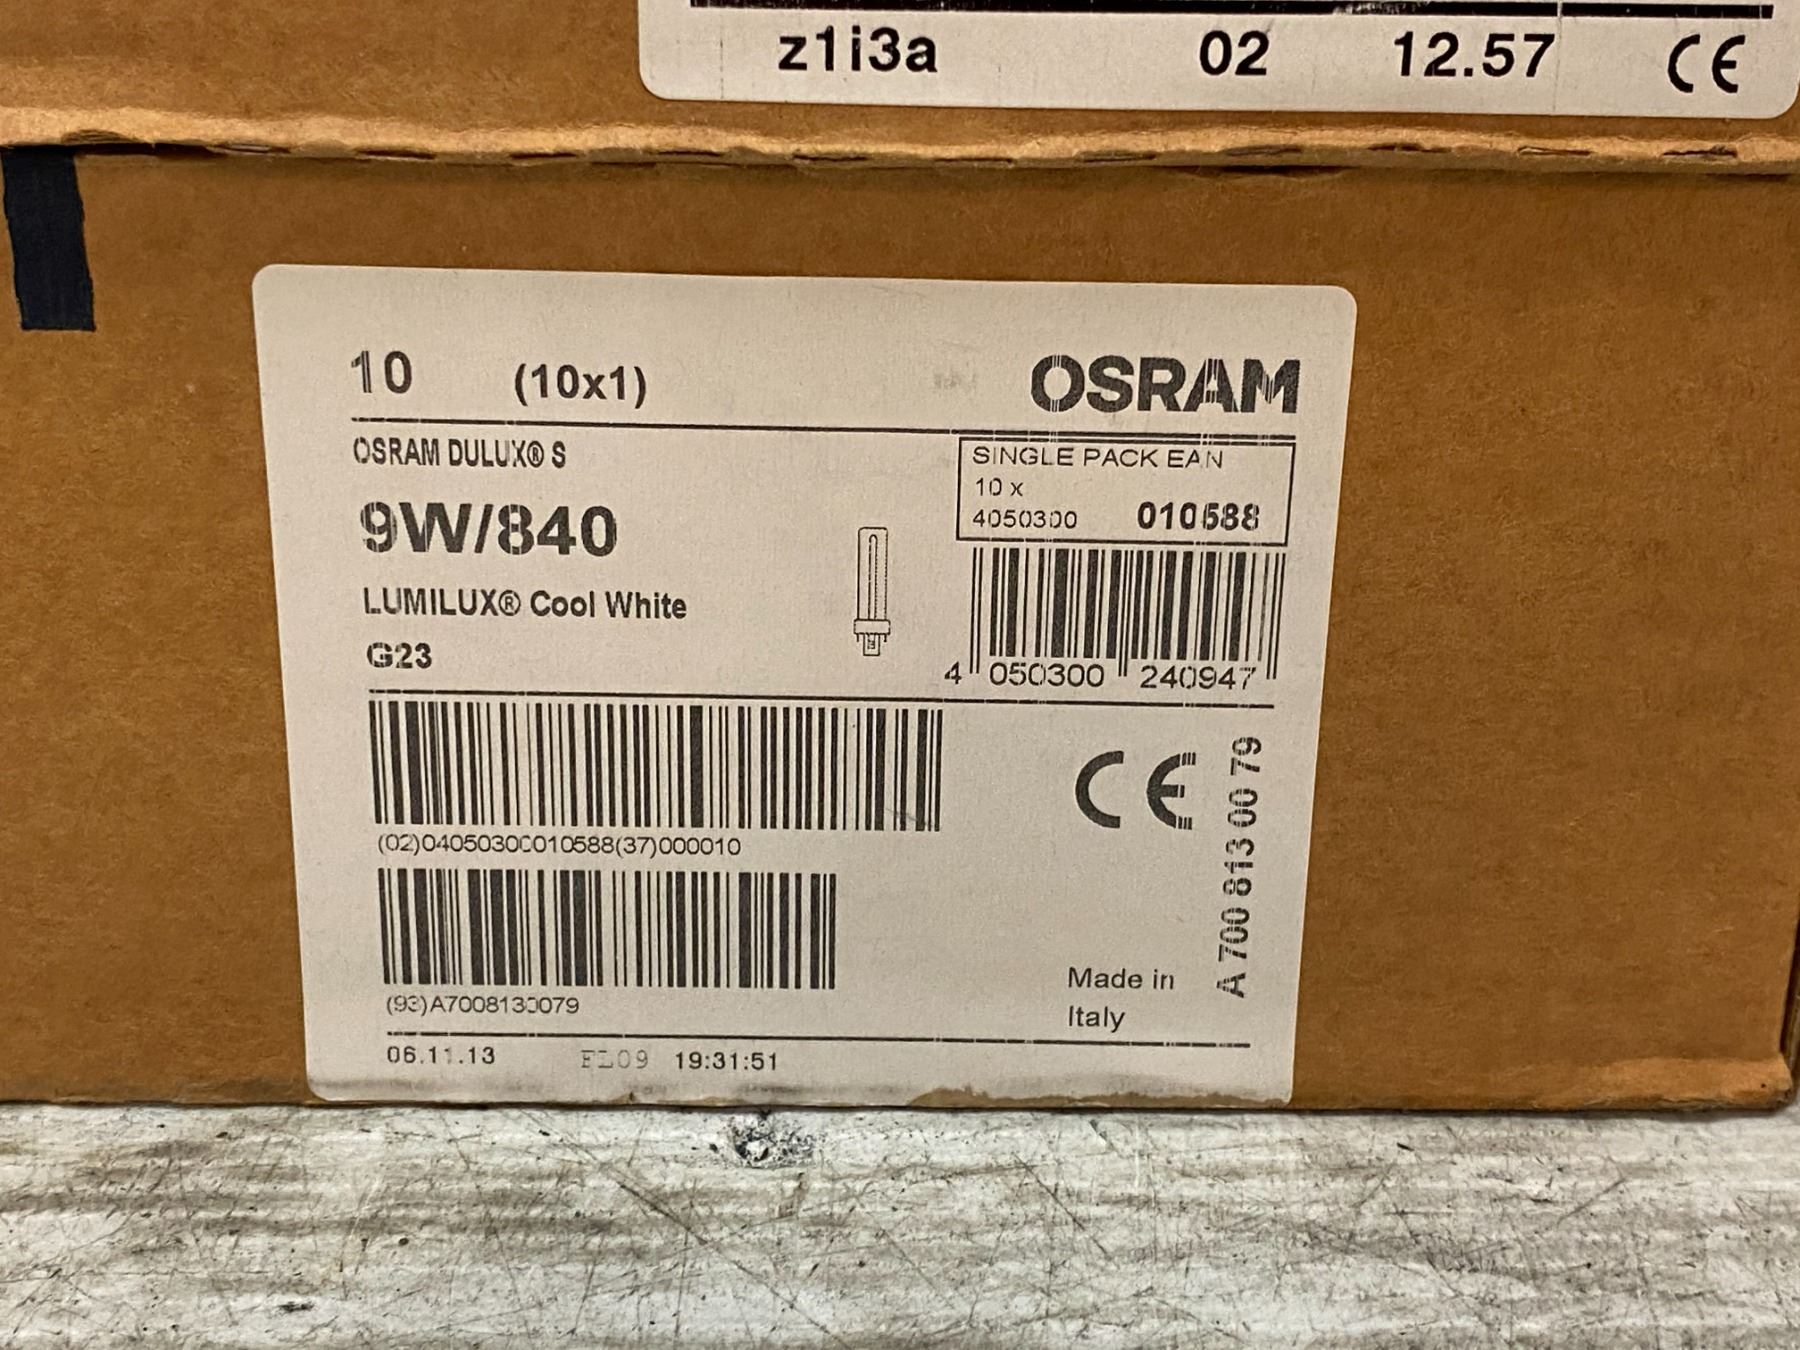 z1i3a 02 12.57 CE
10 (10x1) OSRAM
OSRAM DULUX® S
9W/840
LUMILUX® Cool White
G23
SINGLE PACK EAN
10 x
4050300 010588
4 050300 240947
(02)04050300010588(37)000010
CE
A 700 813 00 79
(93)A7008130079
Made in
Italy
06.11.13 FL09 19:31:51